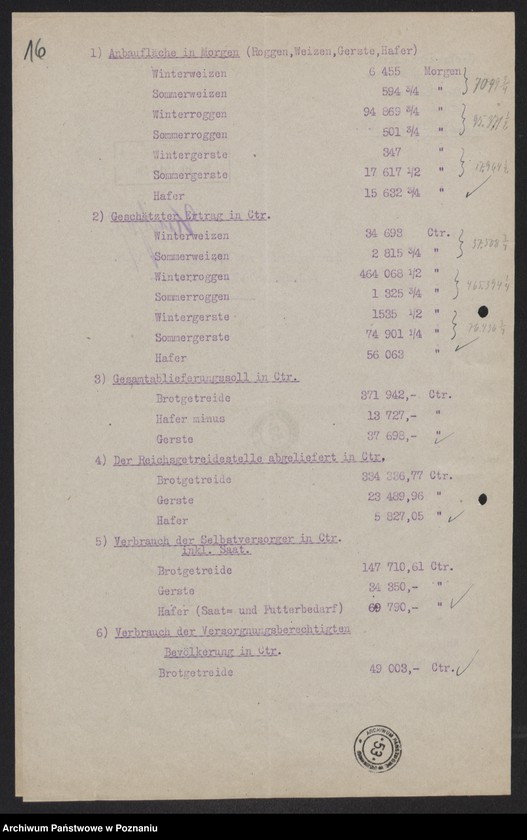 16
1) Anbaufläche in Morgen (Roggen,Weizen,Gerste,Hafer)
Winterweizen 6 455 Morgen
Sommerweizen 594 2/4 "
Winterroggen 94 869 3/4 "
Sommerroggen 501 3/4 "
Wintergerste 347 "
Sommergerste 17 617 1/2 "
Hafer 15 632 2/4 "
2) Geschätzter Ertrag in Ctr.
Winterweizen 34 693 Ctr.
Sommerweizen 2 815 3/4 "
Winterroggen 464 068 1/2 "
Sommerroggen 1 325 3/4 "
Wintergerste 1535 1/2 "
Sommergerste 74 901 1/4 "
Hafer 56 063 "
3) Gesamtablieferungssoll in Ctr.
Brotgetreide 371 942,- Ctr.
Hafer minus 13 727,- "
Gerste 37 698,- "
4) Der Reichsgetreidestelle abgeliefert in Ctr.
Brotgetreide 334 336,77 Ctr.
Gerste 23 489,96 "
Hafer 5 827,05 "
5) Verbrauch der Selbstversorger in Ctr.
inkl. Saat.
Brotgetreide 147 710,61 Ctr.
Gerste 34 350,- "
Hafer (Saat= und Futterbedarf) 60 790,- "
6) Verbrauch der Versorgnungsberechtigten
Bevölkerung in Ctr.
Brotgetreide 49 003,- Ctr.
53
Archiwum Państwowe w Poznaniu